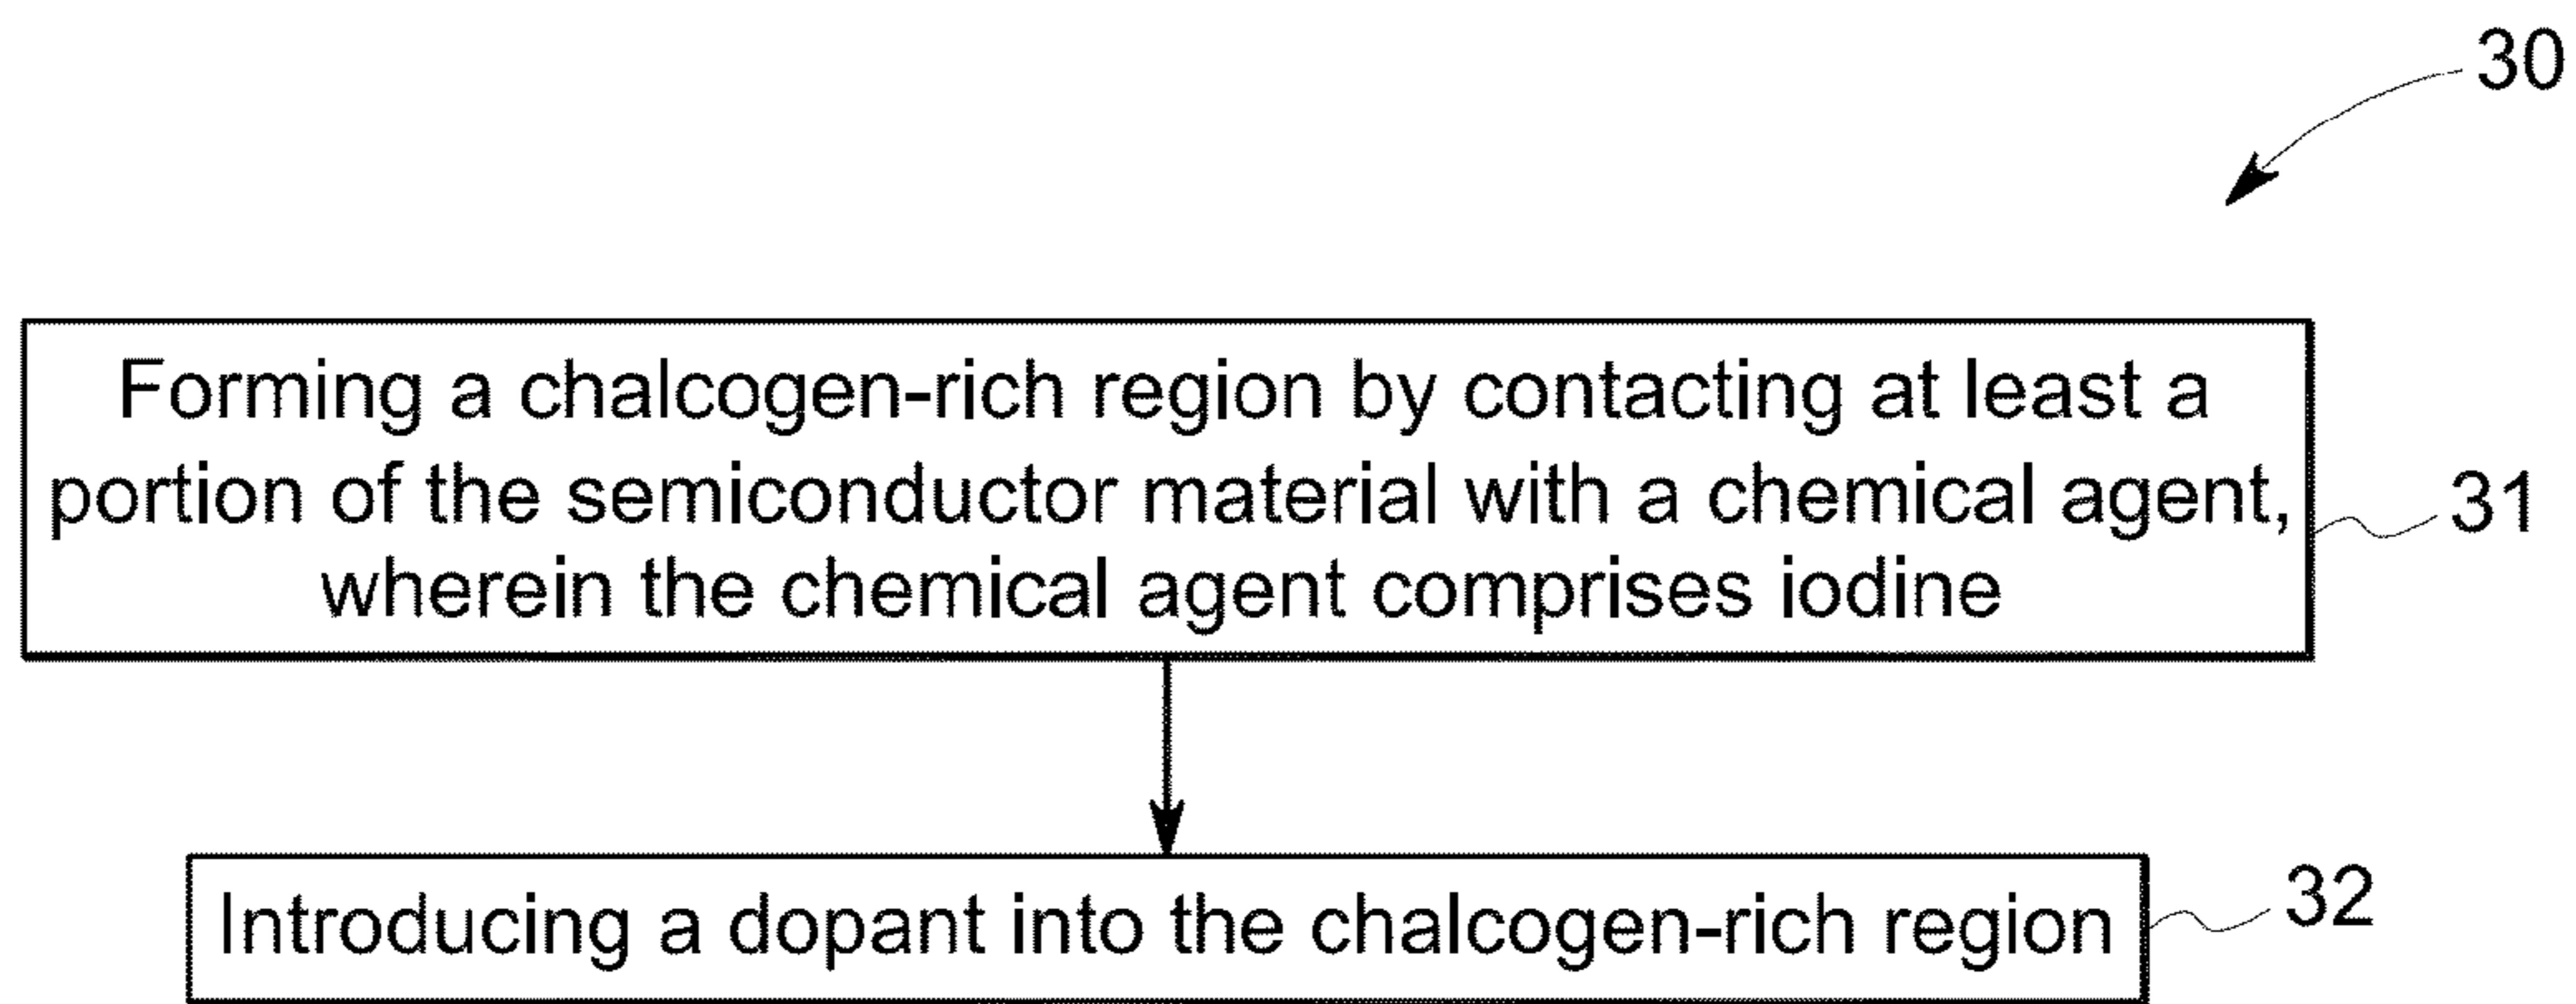 30
Forming a chalcogen-rich region by contacting at least a
portion of the semiconductor material with a chemical agent,
wherein the chemical agent comprises iodine
31
Introducing a dopant into the chalcogen-rich region
32